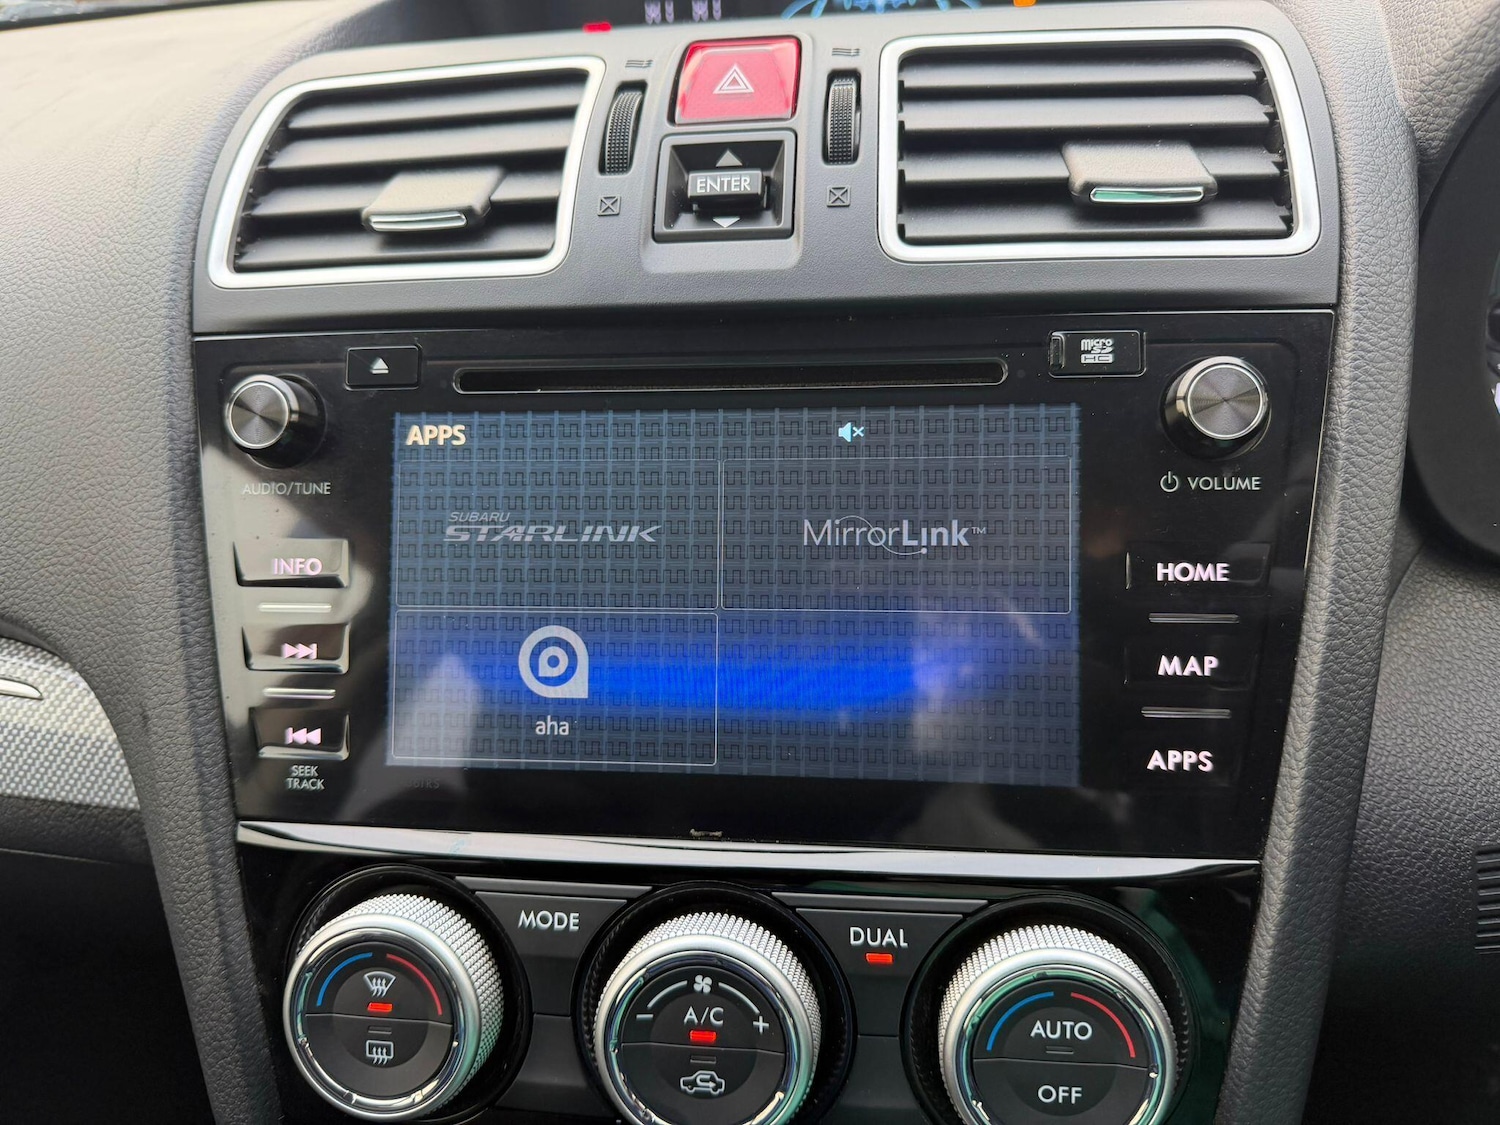 ENTER
micro
SD
HC
APPS
AUDIO/TUNE
VOLUME
SUBARU
STARLINK
MirrorLink™
INFO
HOME
MAP
aha
APPS
SEEK
TRACK
MODE
DUAL
A/C
- +
AUTO
OFF